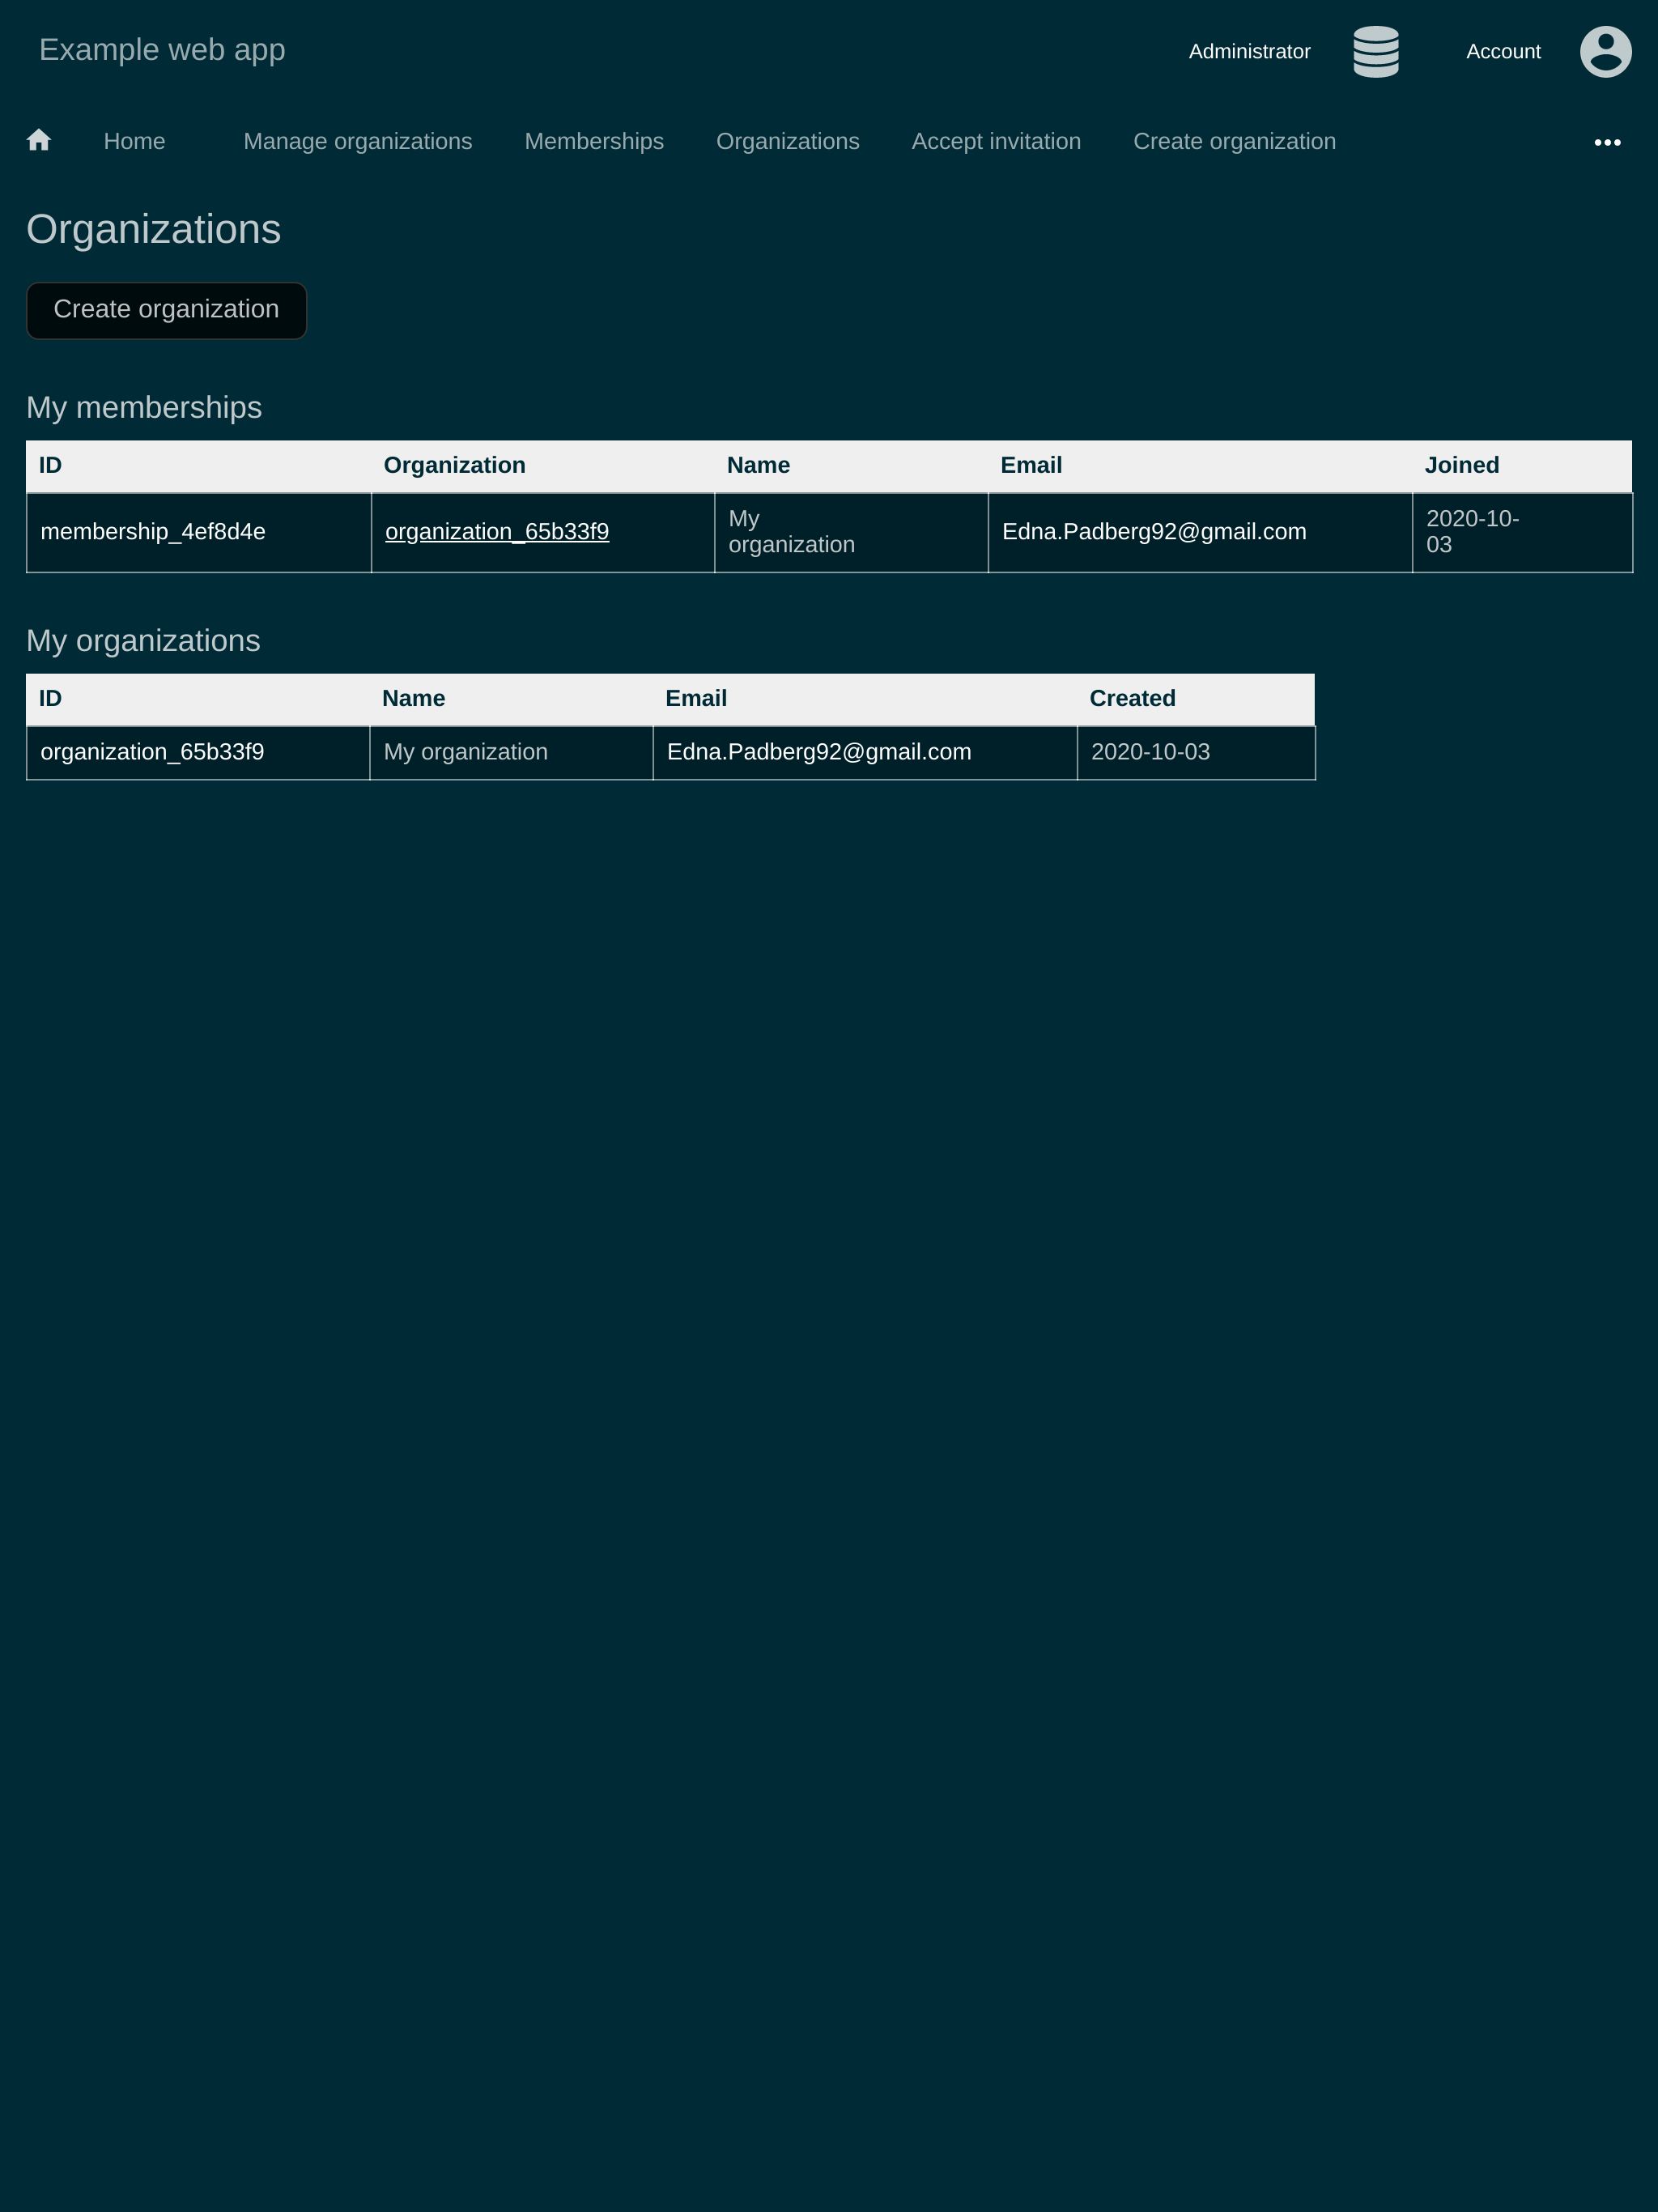 Example web app
Administrator
Account
Home
Manage organizations
Memberships
Organizations
Accept invitation
Create organization
Organizations
Create organization
My memberships
ID Organization Name Email Joined
membership_4ef8d4e organization_65b33f9 My organization Edna.Padberg92@gmail.com 2020-10-03
My organizations
ID Name Email Created
organization_65b33f9 My organization Edna.Padberg92@gmail.com 2020-10-03